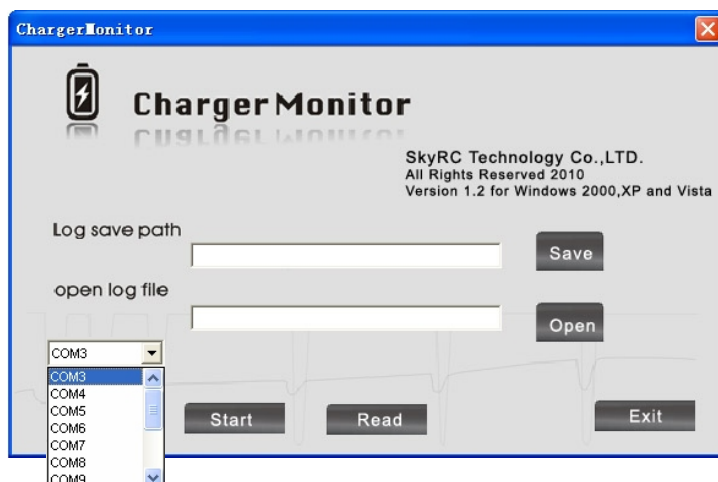 ChargerMonitor
ChargerMonitor
SkyRC Technology Co.,LTD.
All Rights Reserved 2010
Version 1.2 for Windows 2000,XP and Vista
Log save path
Save
open log file
Open
COM3
COM3
COM4
COM5
COM6
COM7
COM8
COM9
Start
Read
Exit